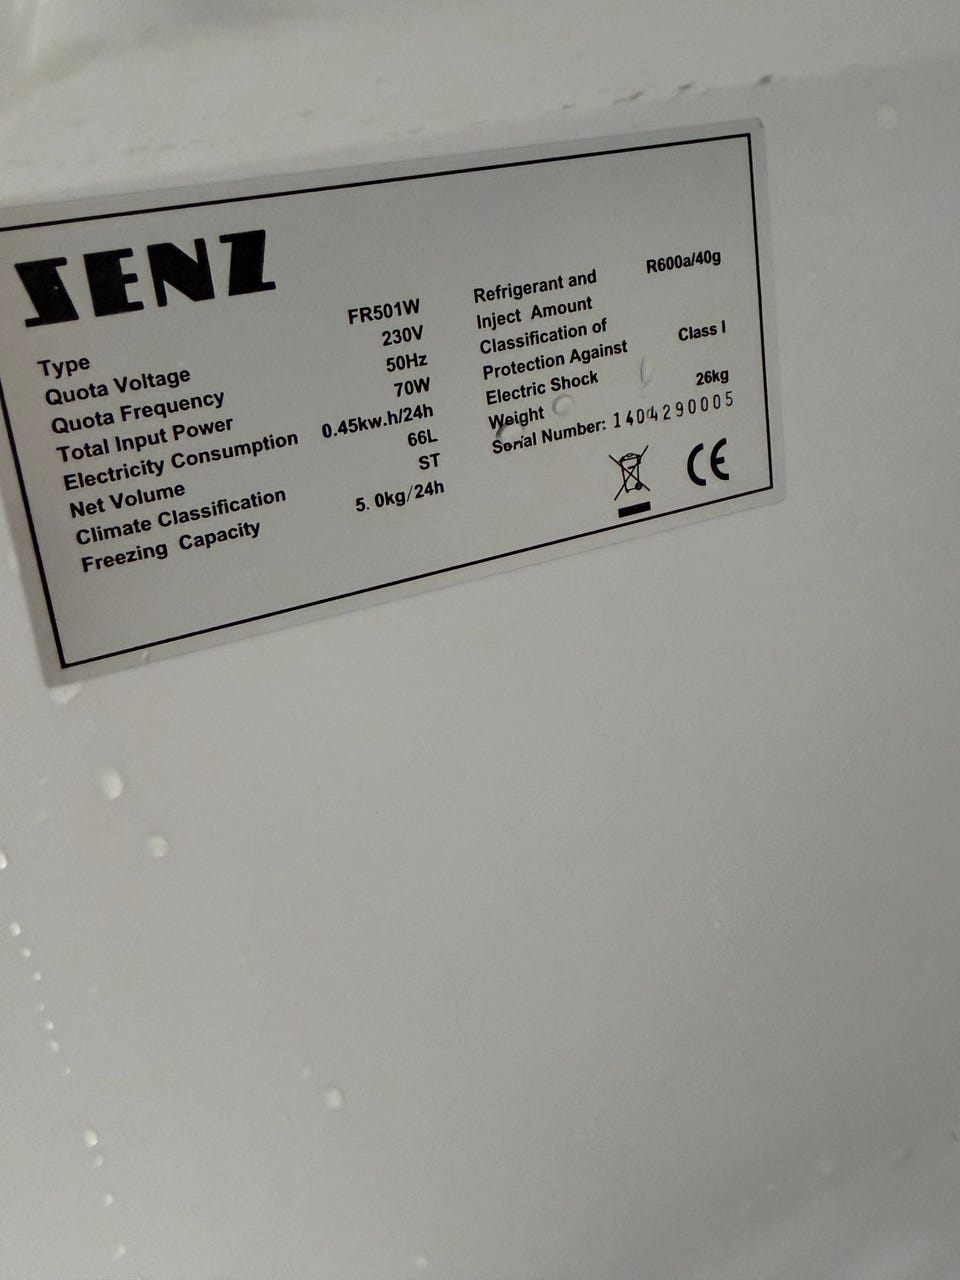 SENZ
Type FR501W
Quota Voltage 230V
Quota Frequency 50Hz
Total Input Power 70W
Electricity Consumption 0.45kw.h/24h
Net Volume 66L
Climate Classification ST
Freezing Capacity 5.0kg/24h
Refrigerant and R600a/40g
Inject Amount
Classification of
Protection Against Class I
Electric Shock
Weight 26kg
Serial Number: 1404290005
CE